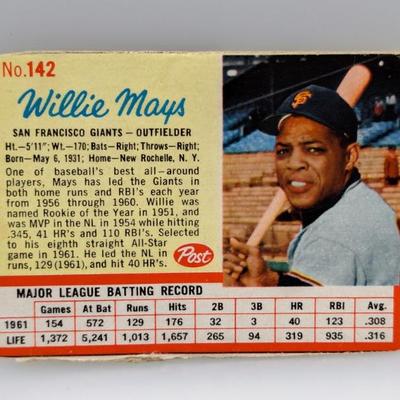 No.142
Willie Mays
SAN FRANCISCO GIANTS — OUTFIELDER
Ht.–5'11"; Wt.–170; Bats–Right; Throws–Right;
Born–May 6, 1931; Home–New Rochelle, N. Y.
One of baseball's best all–around
players, Mays has led the Giants in
both home runs and RBI's each year
from 1956 through 1960. Willie was
named Rookie of the Year in 1951, and
was MVP in the NL in 1954 while hitting
.345, 41 HR's and 110 RBI's. Selected
to his eighth straight All-Star
game in 1961. He led the NL in
runs, 129 (1961), and hit 40 HR's.
Post
SF
MAJOR LEAGUE BATTING RECORD
Games At Bat Runs Hits 2B 3B HR RBI Avg.
1961 154 572 129 176 32 3 40 123 .308
LIFE 1,372 5,241 1,013 1,657 265 94 319 935 .316